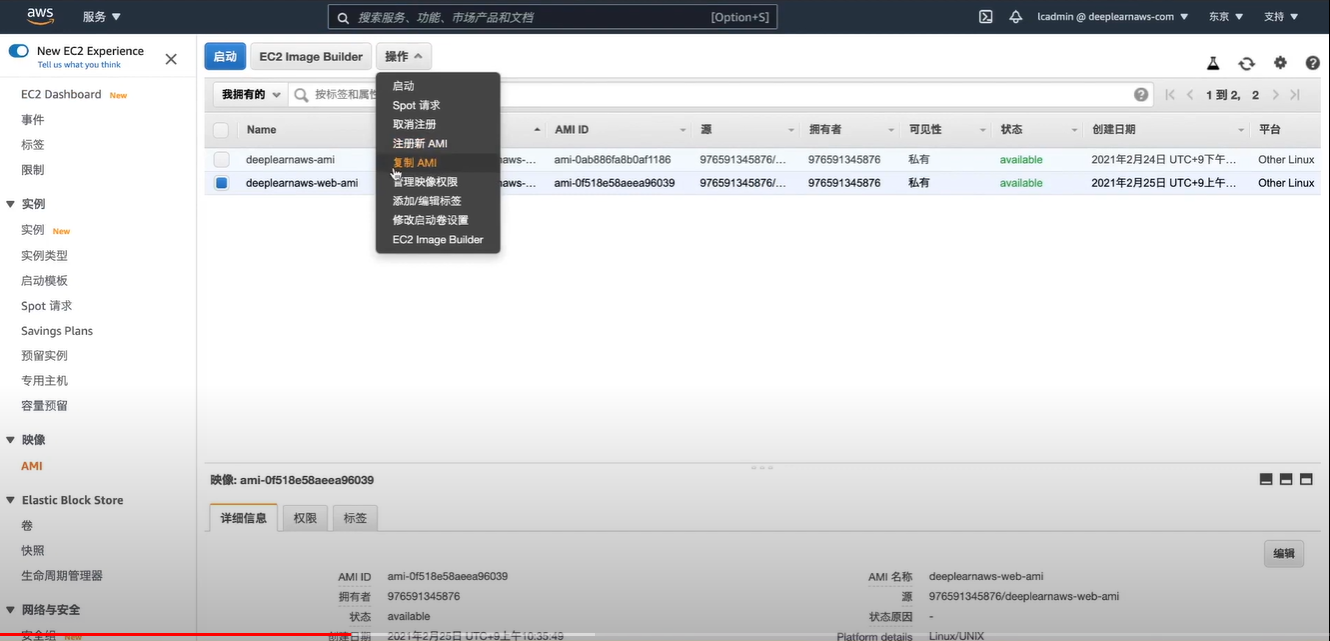 aws 服务 搜索服务、功能、市场产品和文档 [Option+S] lcadmin @ deeplearnaws-com 东京 支持
New EC2 Experience
Tell us what you think
启动 EC2 Image Builder 操作
EC2 Dashboard New
事件
标签
限制
实例
实例 New
实例类型
启动模板
Spot 请求
Savings Plans
预留实例
专用主机
容量预留
映像
AMI
Elastic Block Store
卷
快照
生命周期管理器
网络与安全
安全组 New
我拥有的 按标签和属性 1 到 2, 2
启动
Spot 请求
取消注册
注册新 AMI
复制 AMI
管理映像权限
添加/编辑标签
修改启动卷设置
EC2 Image Builder
Name AMI ID 源 拥有者 可见性 状态 创建日期 平台
deeplearnaws-ami aws-... ami-0ab886fa8b0af1186 976591345876/... 976591345876 私有 available 2021年2月24日 UTC+9下午... Other Linux
deeplearnaws-web-ami aws-... ami-0f518e58aeea96039 976591345876/... 976591345876 私有 available 2021年2月25日 UTC+9上午... Other Linux
映像: ami-0f518e58aeea96039
详细信息 权限 标签
编辑
AMI ID ami-0f518e58aeea96039 AMI 名称 deeplearnaws-web-ami
拥有者 976591345876 源 976591345876/deeplearnaws-web-ami
状态 available 状态原因 -
创建日期 2021年2月25日 UTC+9上午10:35:49 Platform details Linux/UNIX